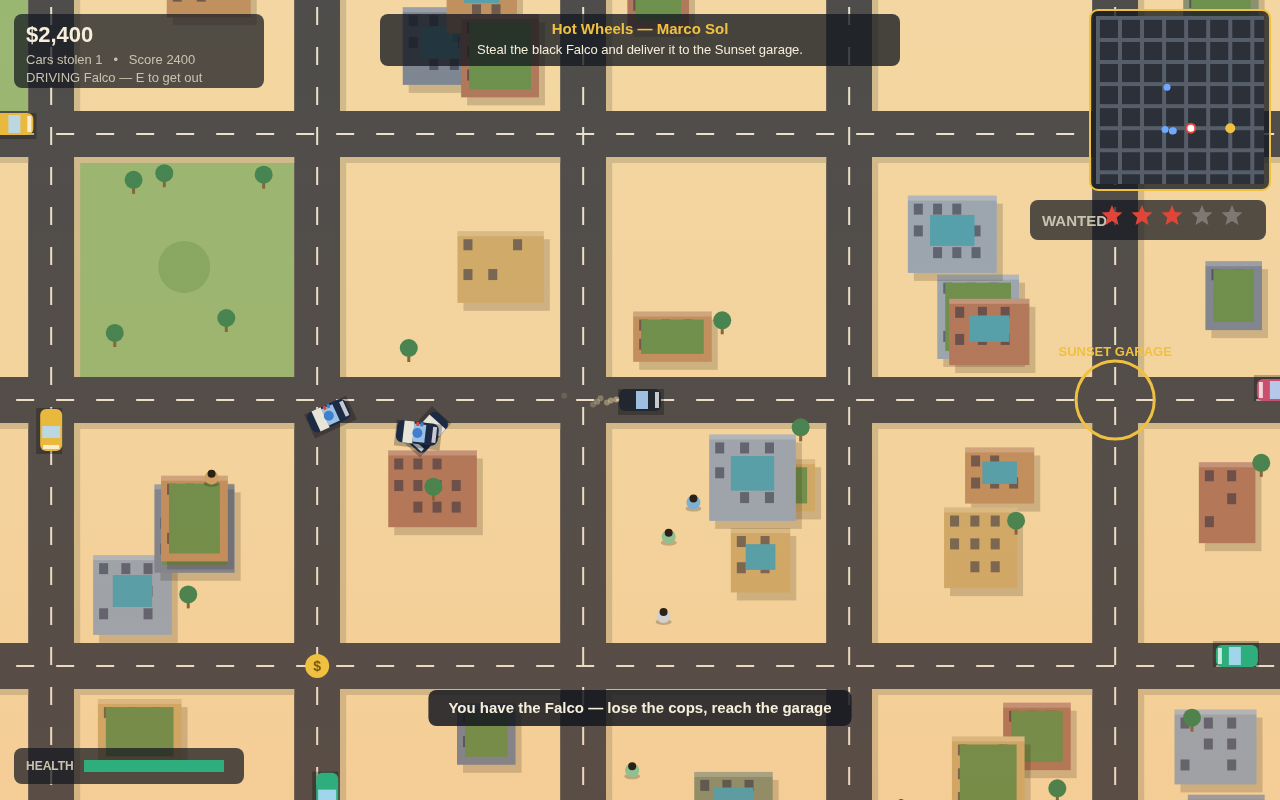 $2,400
Cars stolen 1 • Score 2400
DRIVING Falco — E to get out
Hot Wheels — Marco Sol
Steal the black Falco and deliver it to the Sunset garage.
WANTED
SUNSET GARAGE
$
You have the Falco — lose the cops, reach the garage
HEALTH